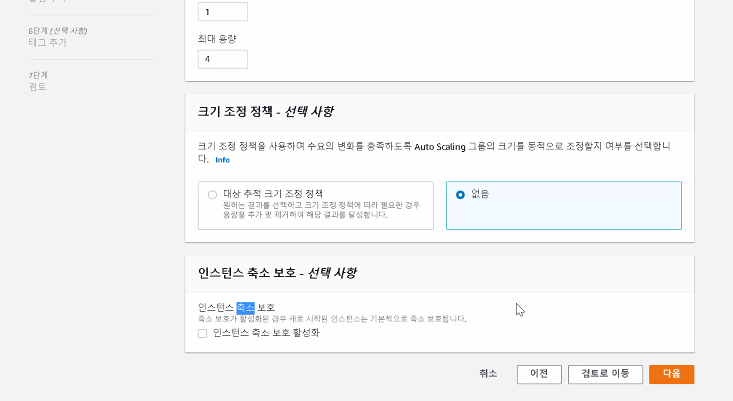 6단계 (선택 사항)
태그 추가
7단계
검토
1
최대 용량
4
크기 조정 정책 - 선택 사항
크기 조정 정책을 사용하여 수요의 변화를 충족하도록 Auto Scaling 그룹의 크기를 동적으로 조정할지 여부를 선택합니
다. Info
대상 추적 크기 조정 정책
원하는 결과를 선택하고 크기 조정 정책에 따라 필요한 경우
용량을 추가 및 제거하여 해당 결과를 달성합니다.
없음
인스턴스 축소 보호 - 선택 사항
인스턴스 축소 보호
축소 보호가 활성화된 경우 새로 시작된 인스턴스는 기본적으로 축소 보호됩니다.
인스턴스 축소 보호 활성화
취소
이전
검토로 이동
다음